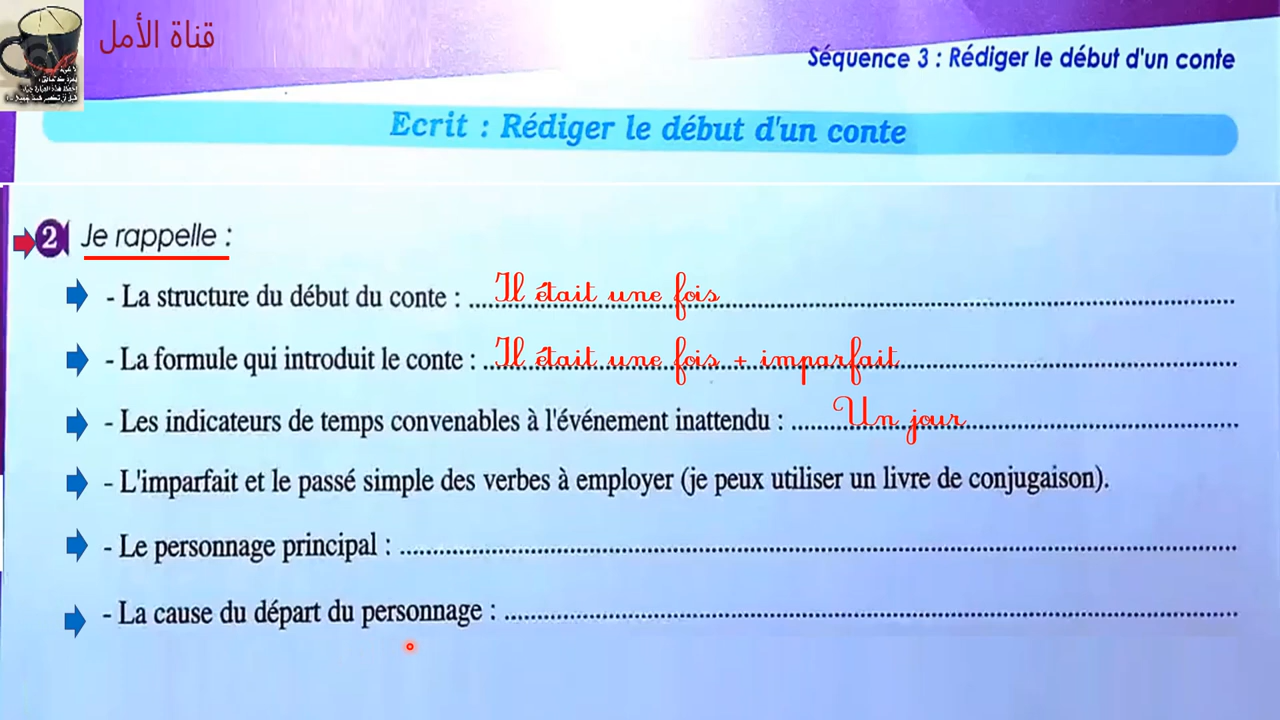 قناة الأمل
Séquence 3 : Rédiger le début d'un conte
Ecrit : Rédiger le début d'un conte
2 Je rappelle :
- La structure du début du conte : .......Il était une fois.......
- La formule qui introduit le conte : .......Il était une fois + imparfait.......
- Les indicateurs de temps convenables à l'événement inattendu : .......Un jour.......
- L'imparfait et le passé simple des verbes à employer (je peux utiliser un livre de conjugaison).
- Le personnage principal : .......
- La cause du départ du personnage : .......